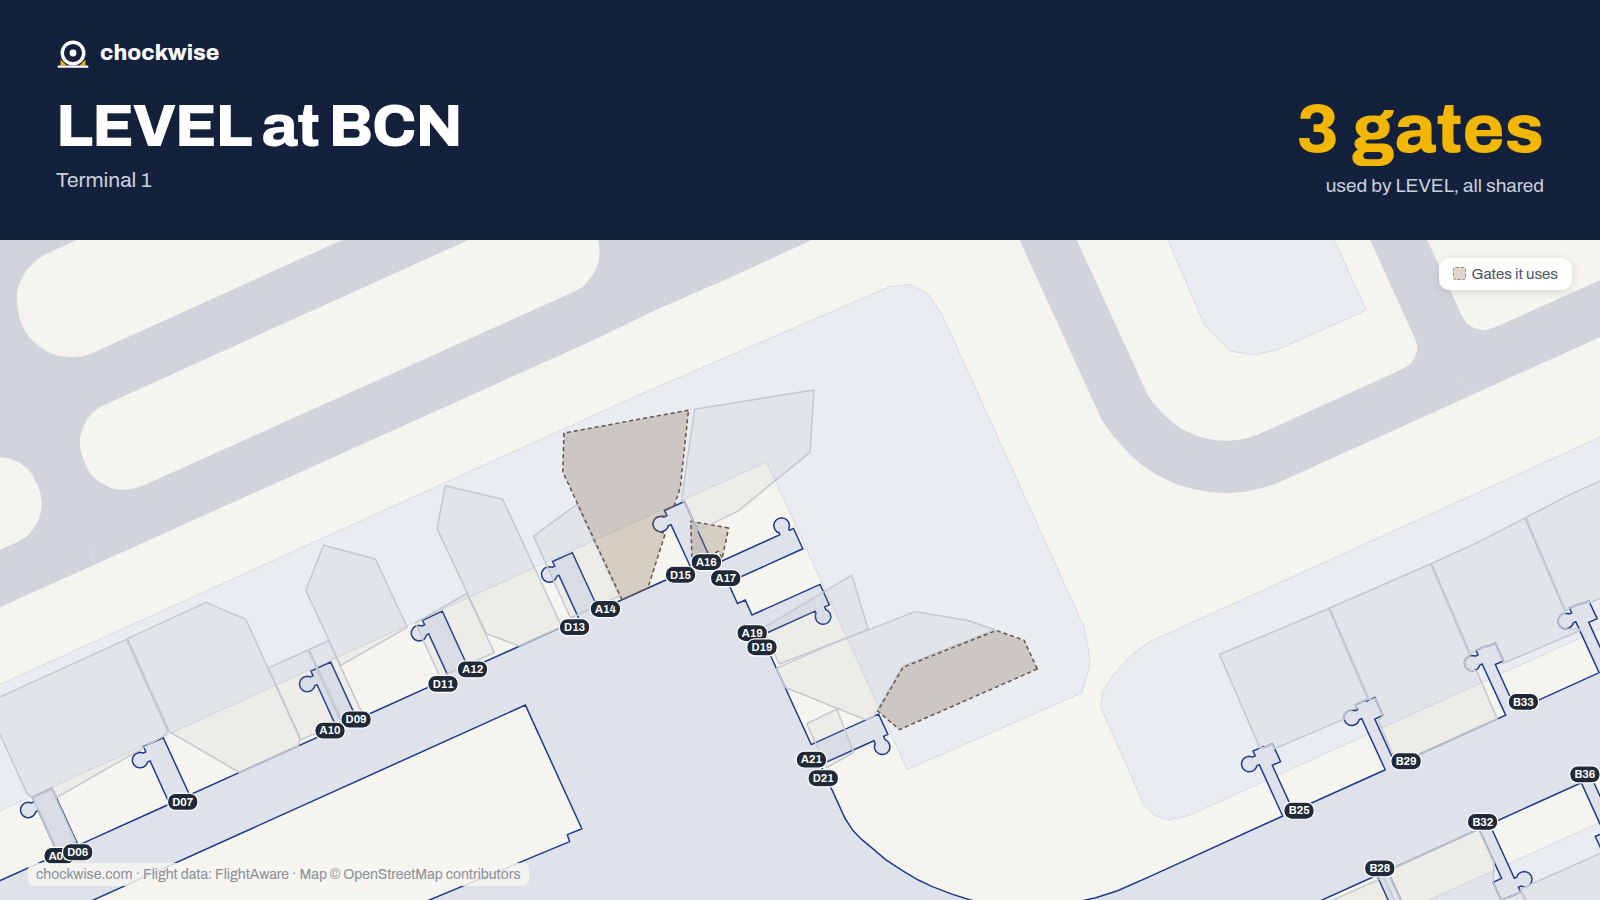 chockwise
LEVEL at BCN
Terminal 1
3 gates
used by LEVEL, all shared
Gates it uses
A16
D15
A17
A14
D13
A19
D19
A12
D11
D09
A10
B33
A21
B29
D21
B36
D07
B25
B32
D06
B28
chockwise.com · Flight data: FlightAware · Map © OpenStreetMap contributors